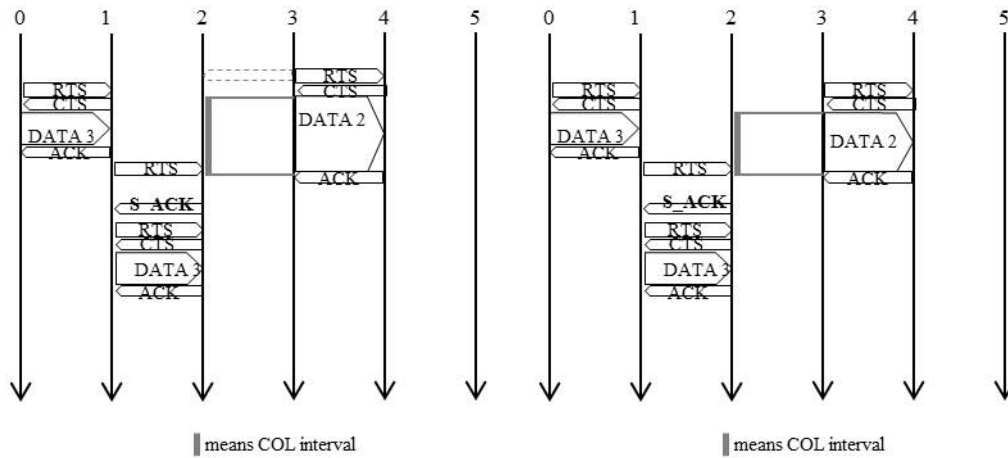 0 1 2 3 4 5 0 1 2 3 4 5
RTS RTS
CTS RTS RTS
RTS CTS CTS
CTS DATA 2
DATA 3 DATA 3 DATA 2
ACK ACK
RTS RTS
ACK ACK
S_ACK S_ACK
RTS RTS
CTS CTS
DATA 3 DATA 3
ACK ACK
means COL interval means COL interval